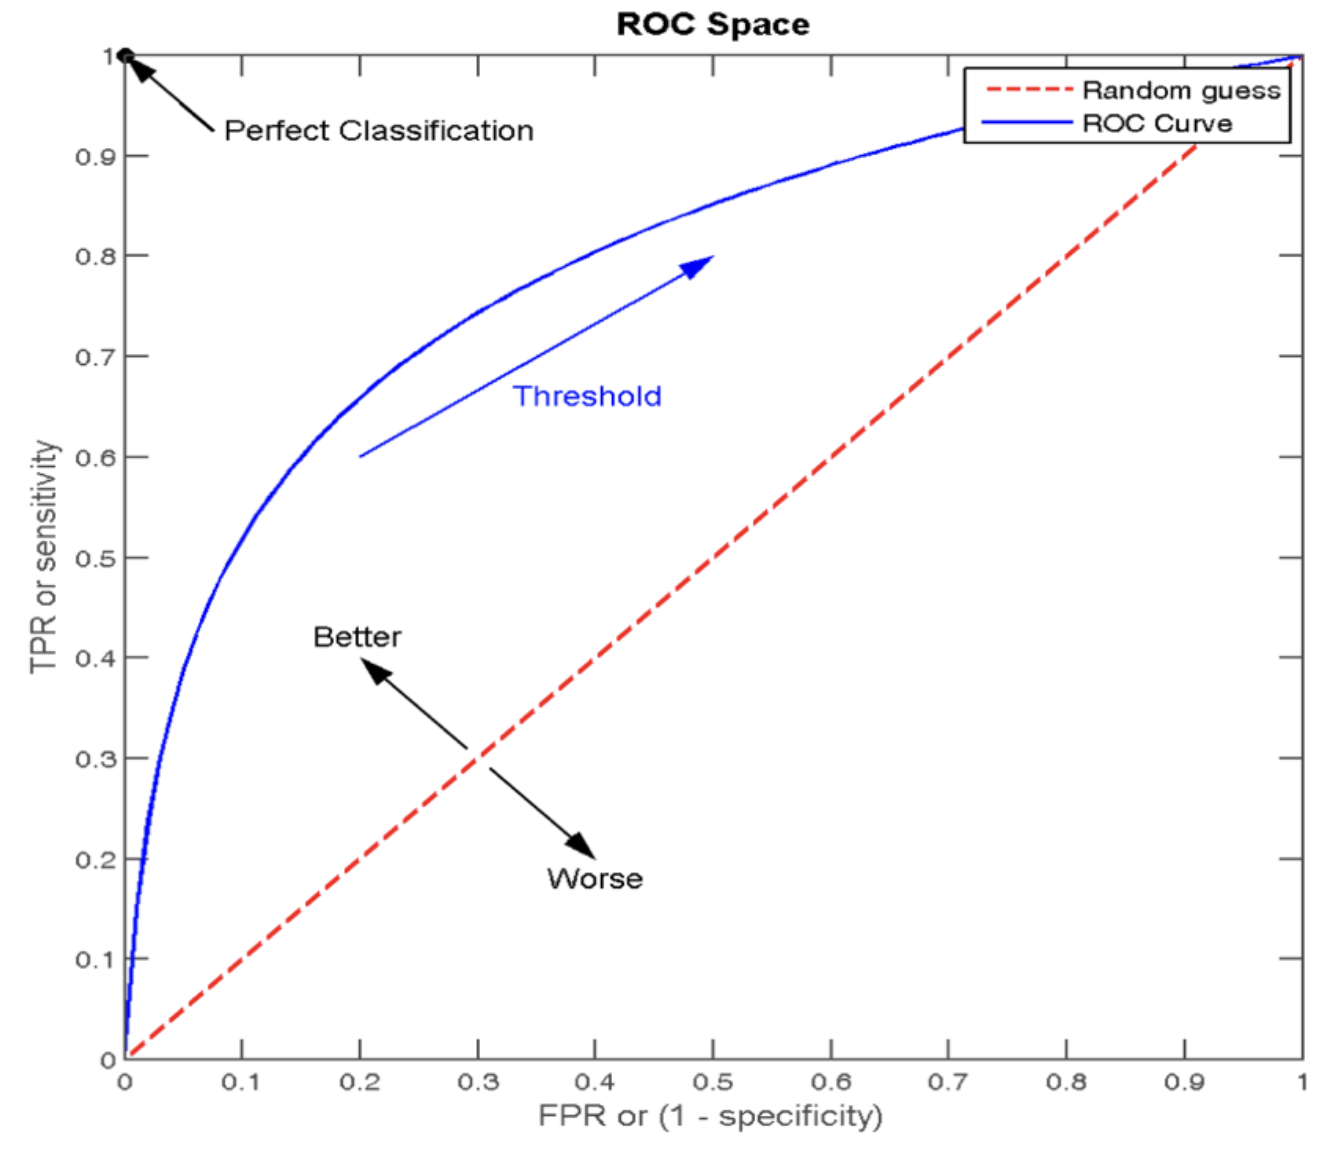 ROC Space
Perfect Classification
Random guess
ROC Curve
Threshold
Better
Worse
TPR or sensitivity
1
0.9
0.8
0.7
0.6
0.5
0.4
0.3
0.2
0.1
0
0 0.1 0.2 0.3 0.4 0.5 0.6 0.7 0.8 0.9 1
FPR or (1 - specificity)